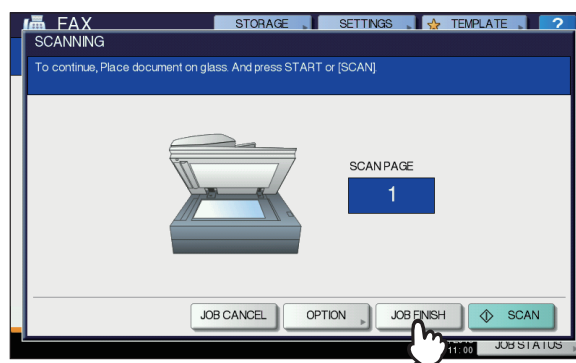 FAX
STORAGE
SETTINGS
TEMPLATE
?
SCANNING
To continue, Place document on glass. And press START or [SCAN]
SCAN PAGE
1
JOB CANCEL
OPTION
JOB FINISH
SCAN
11:00
JOB STATUS